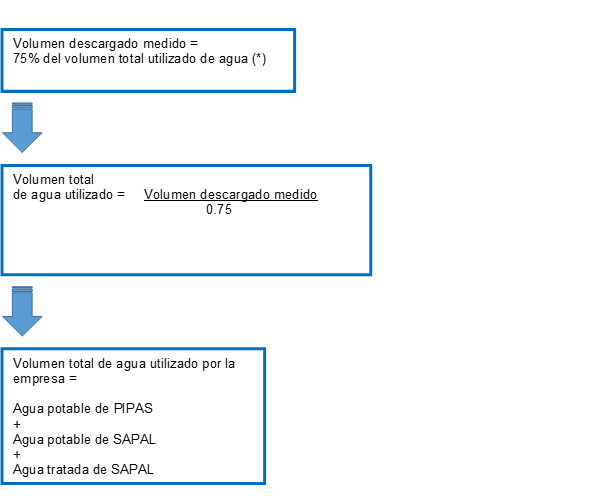 Volumen descargado medido =
75% del volumen total utilizado de agua (*)
Volumen total
de agua utilizado = Volumen descargado medido
0.75
Volumen total de agua utilizado por la
empresa =
Agua potable de PIPAS
+
Agua potable de SAPAL
+
Agua tratada de SAPAL